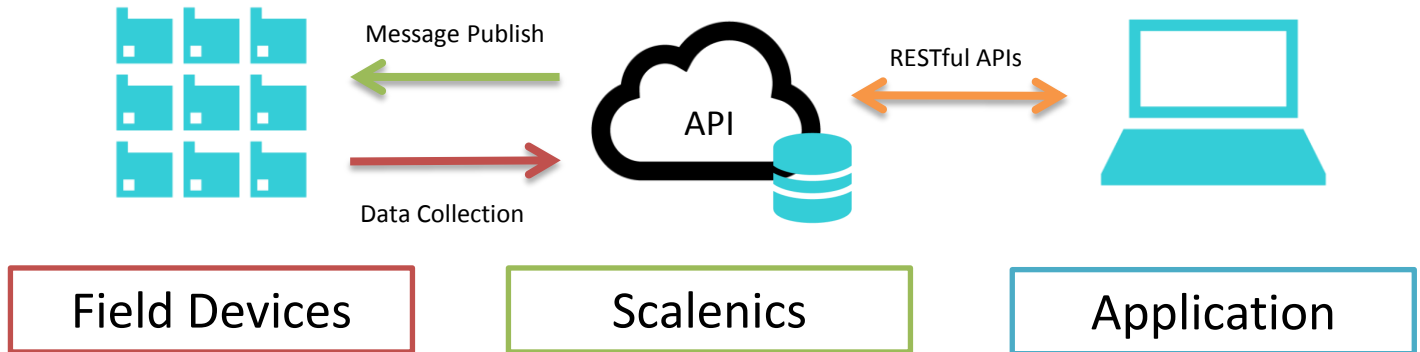 Message Publish
RESTful APIs
API
Data Collection
Field Devices
Scalenics
Application